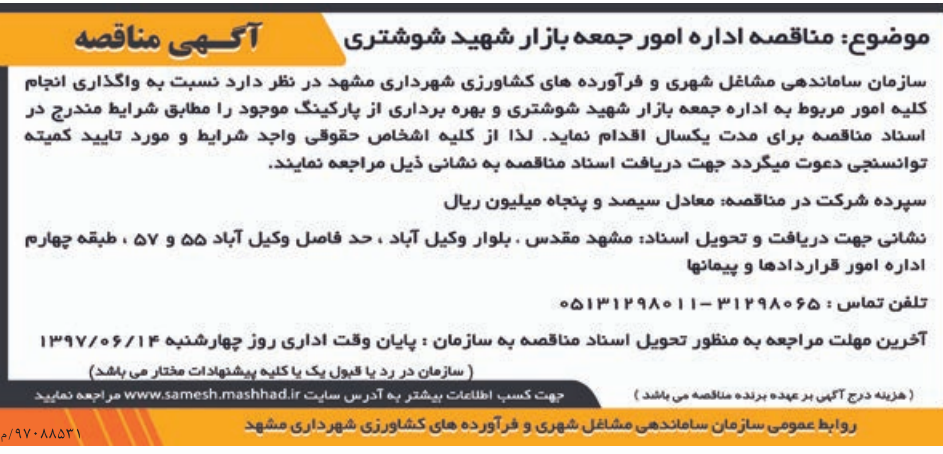 آگهی مناقصه
موضوع: مناقصه اداره امور جمعه بازار شهید شوشتری
سازمان ساماندهی مشاغل شهری و فرآورده های کشاورزی شهرداری مشهد در نظر دارد نسبت به واگذاری انجام
کلیه امور مربوط به اداره جمعه بازار شهید شوشتری و بهره برداری از پارکینگ موجود را مطابق شرایط مندرج در
اسناد مناقصه برای مدت یکسال اقدام نماید. لذا از کلیه اشخاص حقوقی واجد شرایط و مورد تایید کمیته
توانسنجی دعوت میگردد جهت دریافت اسناد مناقصه به نشانی ذیل مراجعه نمایند.
سپرده شرکت در مناقصه: معادل سیصد و پنجاه میلیون ریال
نشانی جهت دریافت و تحویل اسناد: مشهد مقدس . بلوار وکیل آباد ، حد فاصل وکیل آباد ۵۵ و ۵۷ ، طبقه چهارم
اداره امور قراردادها و پیمانها
تلفن تماس : ۳۱۲۹۸۰۶۵ –۰۵۱۳۱۲۹۸۰۱۱
آخرین مهلت مراجعه به منظور تحویل اسناد مناقصه به سازمان : پایان وقت اداری روز چهارشنبه ۱۳۹۷/۰۶/۱۴
( سازمان در رد یا قبول یک یا کلیه پیشنهادات مختار می باشد)
( هزینه درج آگهی بر عهده برنده مناقصه می باشد )
جهت کسب اطلاعات بیشتر به آدرس سایت www.samesh.mashhad.ir مراجعه نمایید
روابط عمومی سازمان ساماندهی مشاغل شهری و فرآورده های کشاورزی شهرداری مشهد
۹۷۰۸۸۵۳۱/م